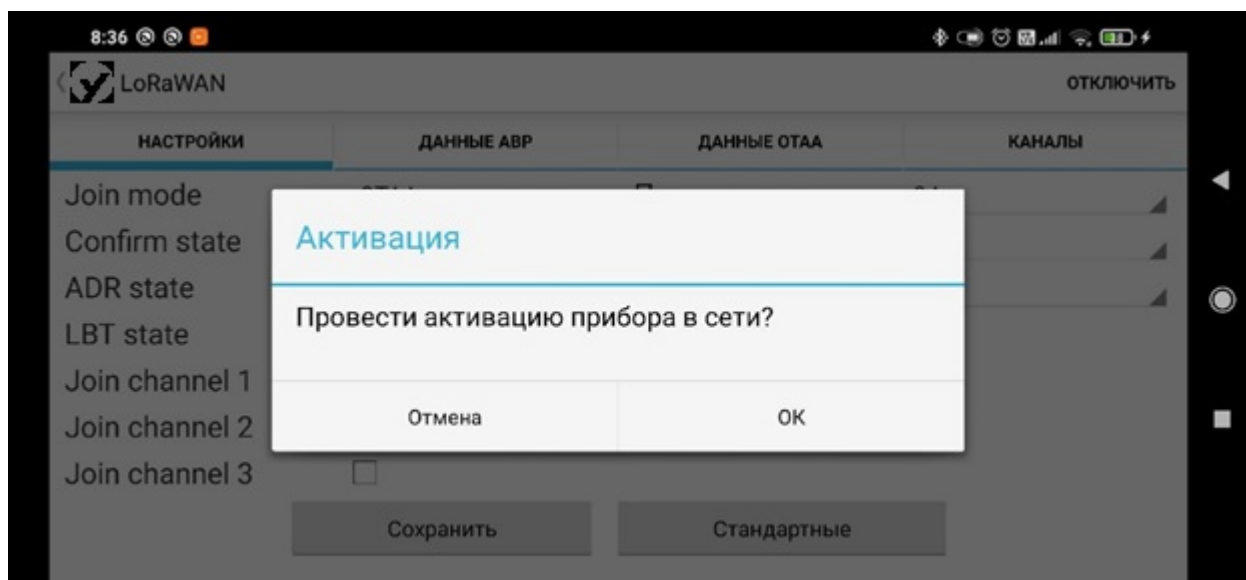 8:36
LoRaWAN
ОТКЛЮЧИТЬ
НАСТРОЙКИ ДАННЫЕ АВР ДАННЫЕ ОТАА КАНАЛЫ
Join mode
Confirm state
ADR state
LBT state
Join channel 1
Join channel 2
Join channel 3
Активация
Провести активацию прибора в сети?
Отмена ОК
Сохранить Стандартные